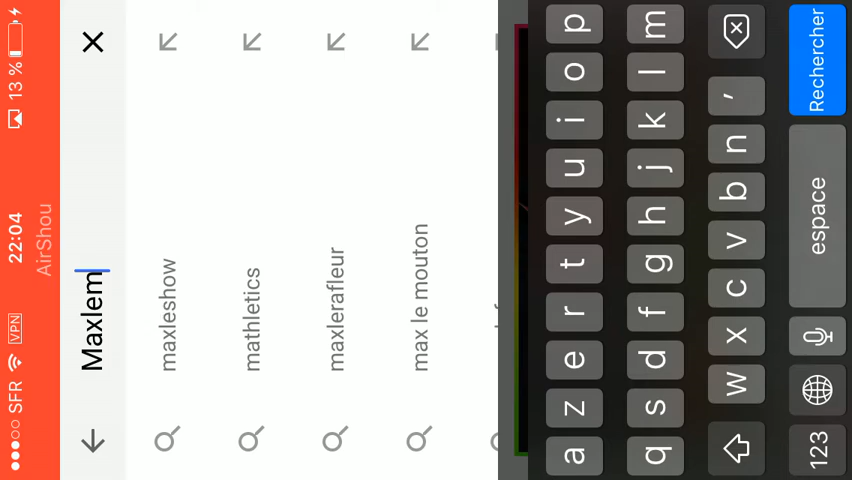 SFR VPN 22:04 13 %
AirShou
Maxlem
maxleshow
mathletics
maxlerafleur
max le mouton
a z e r t y u i o p
q s d f g h j k l m
w x c v b n '
123 espace Rechercher